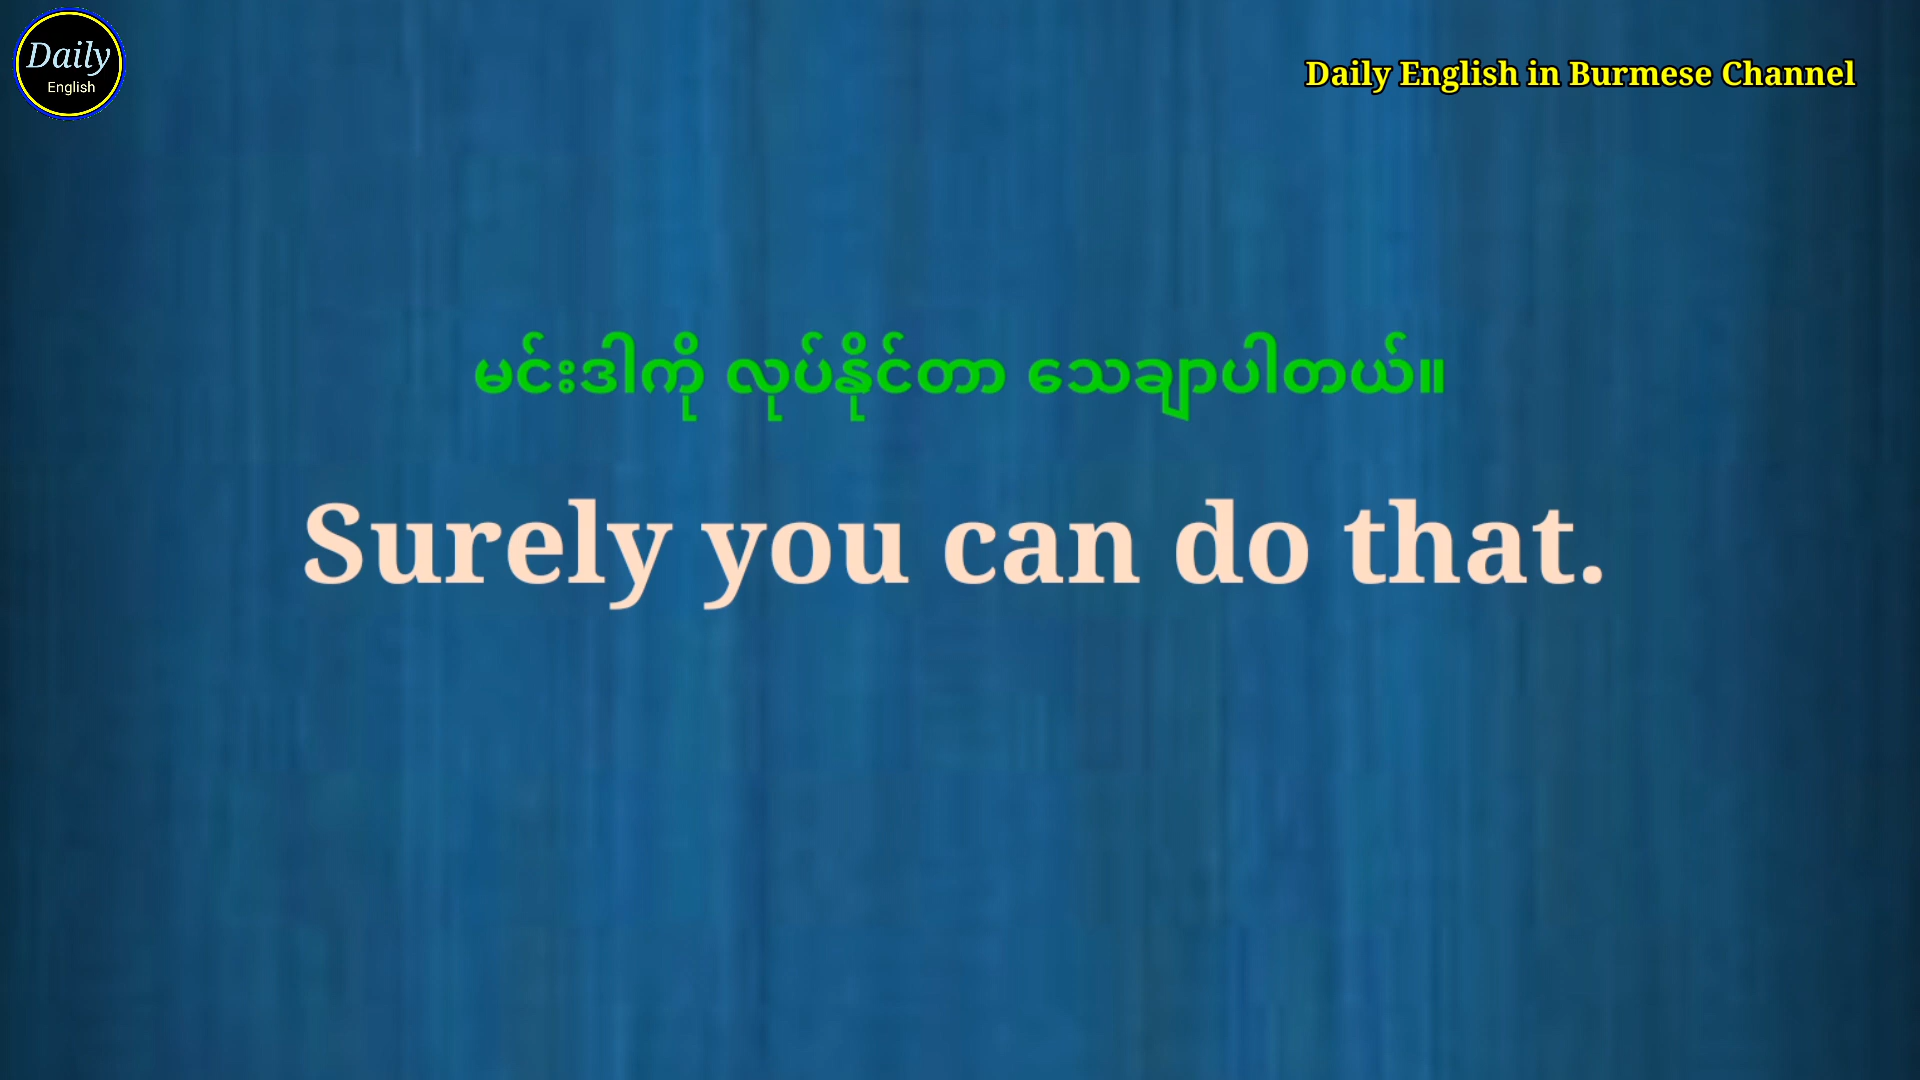 Daily
English
Daily English in Burmese Channel
မင်းဒါကို လုပ်နိုင်တာ သေချာပါတယ်။
Surely you can do that.